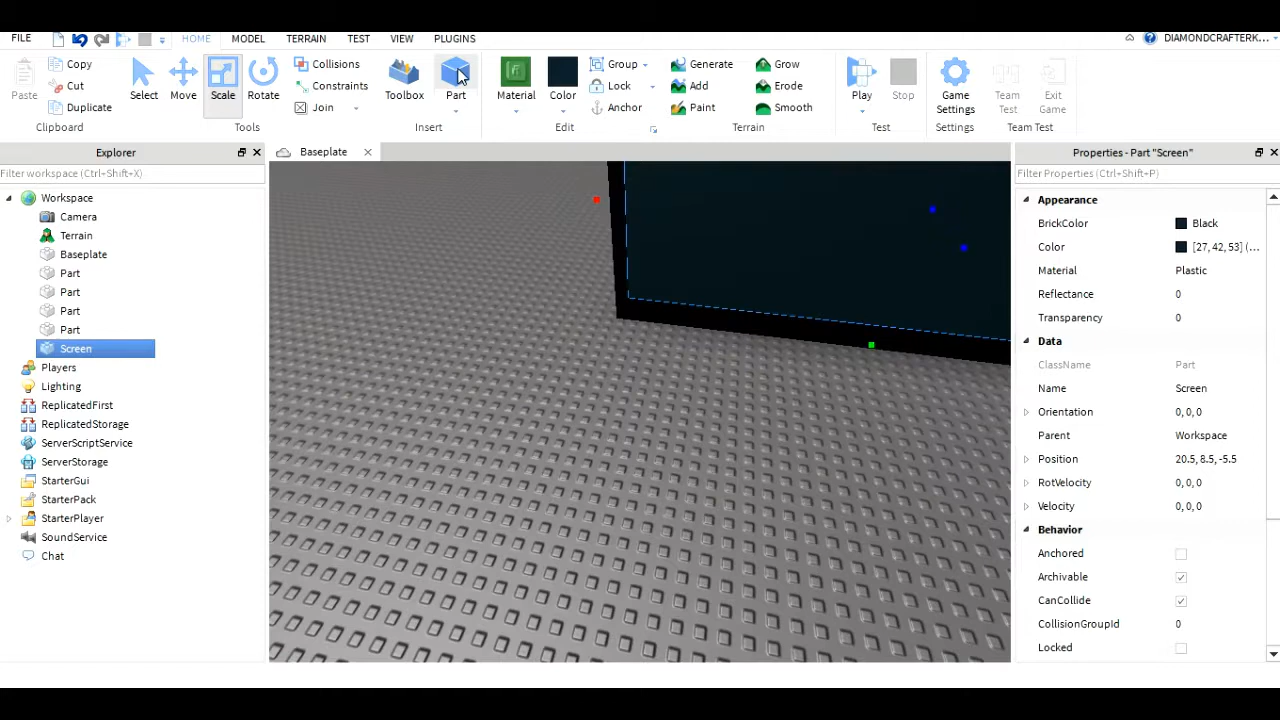 FILE HOME MODEL TERRAIN TEST VIEW PLUGINS DIAMONDCRAFTERK...
Copy Collisions Group Generate Grow
Cut Constraints Lock Add Erode
Paste Duplicate Select Move Scale Rotate Join Toolbox Part Material Color Anchor Paint Smooth Play Stop Game Settings Team Test Exit Game
Clipboard Tools Insert Edit Terrain Test Settings Team Test
Explorer
Filter workspace (Ctrl+Shift+X)
Workspace
Camera
Terrain
Baseplate
Part
Part
Part
Part
Screen
Players
Lighting
ReplicatedFirst
ReplicatedStorage
ServerScriptService
ServerStorage
StarterGui
StarterPack
StarterPlayer
SoundService
Chat
Baseplate
Properties - Part "Screen"
Filter Properties (Ctrl+Shift+P)
Appearance
BrickColor Black
Color [27, 42, 53] (...
Material Plastic
Reflectance 0
Transparency 0
Data
ClassName Part
Name Screen
Orientation 0, 0, 0
Parent Workspace
Position 20.5, 8.5, -5.5
RotVelocity 0, 0, 0
Velocity 0, 0, 0
Behavior
Anchored
Archivable
CanCollide
CollisionGroupId 0
Locked